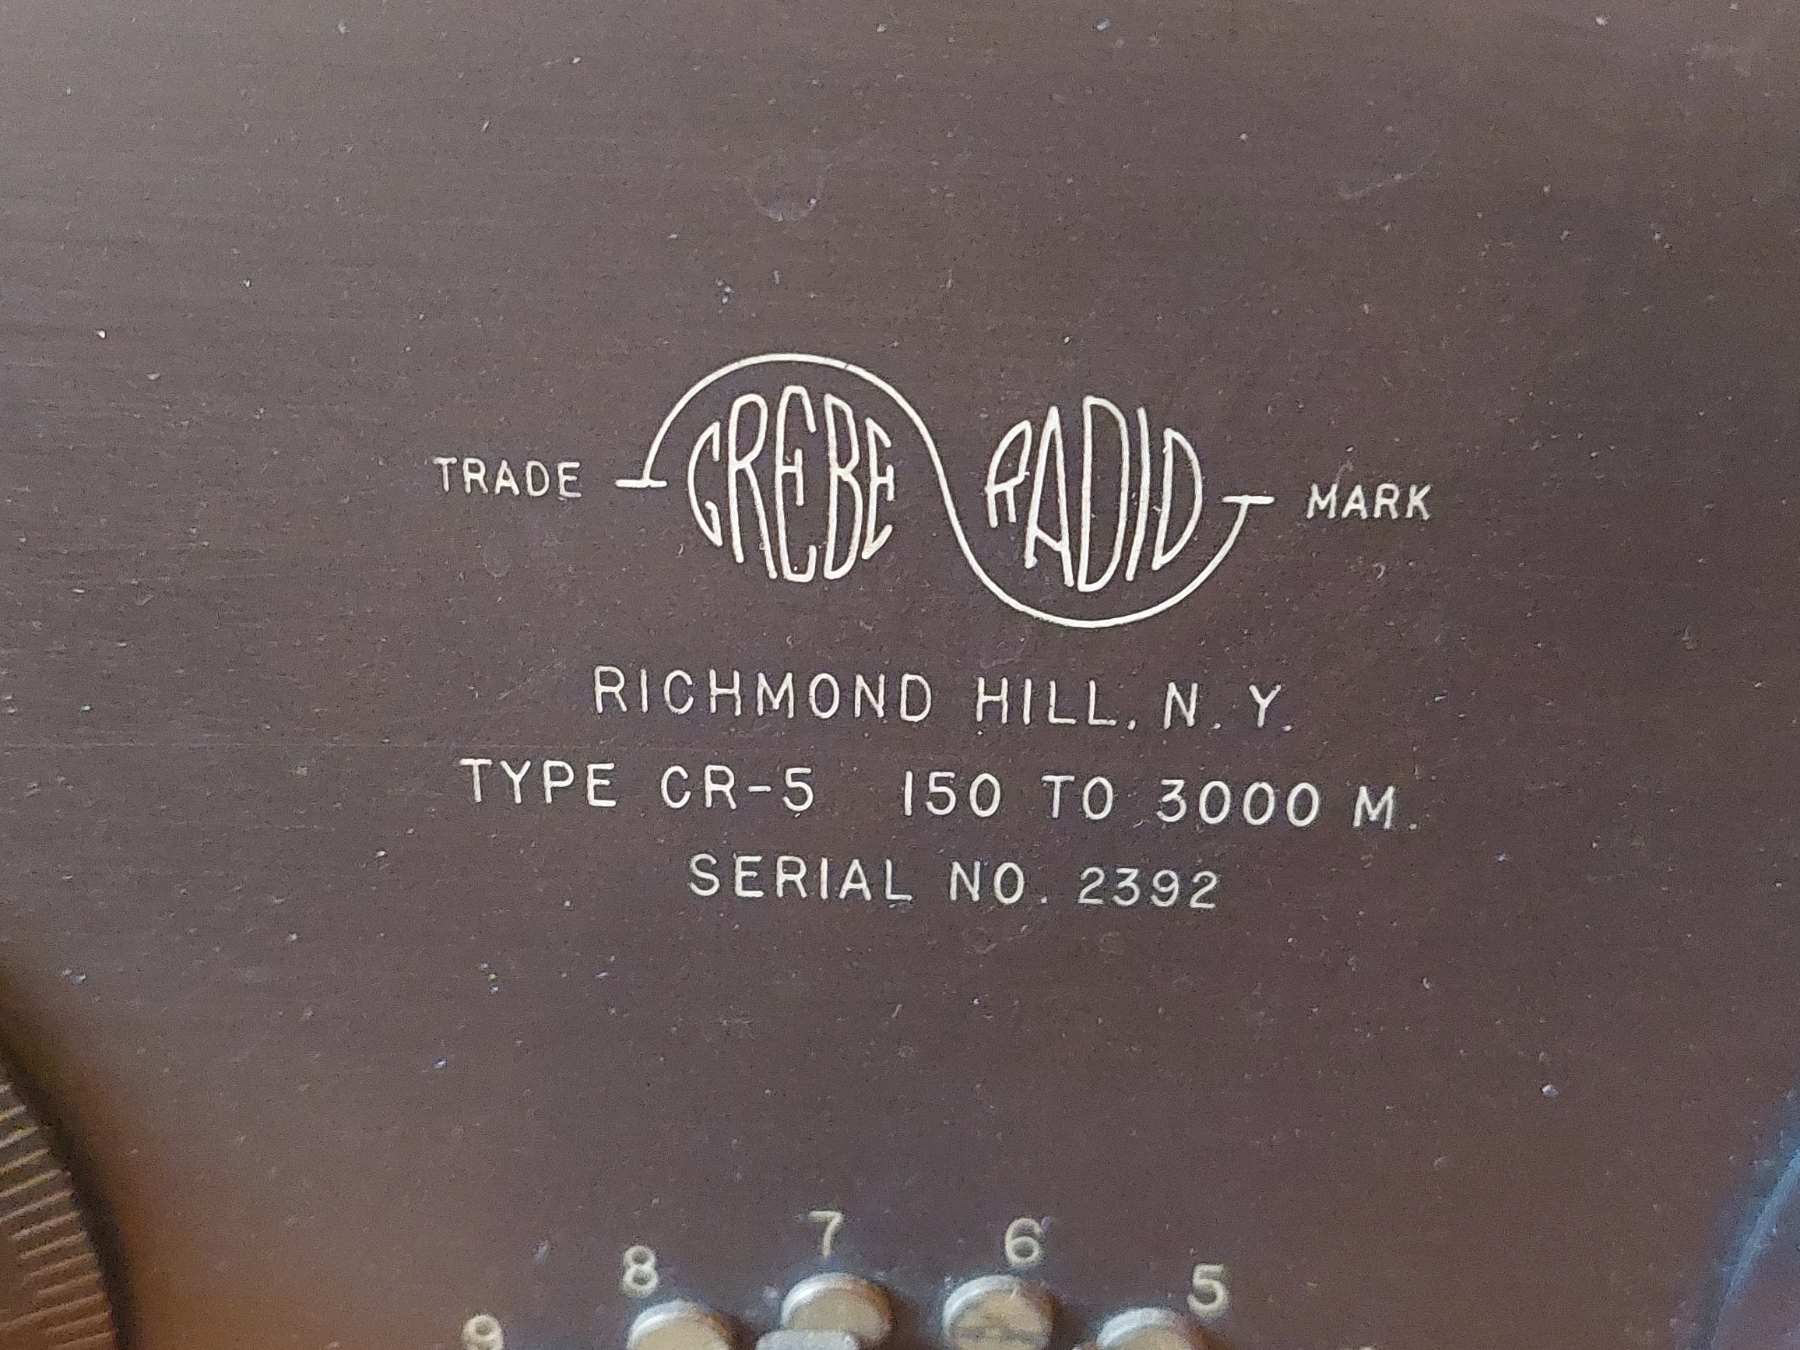 TRADE GREBE RADIO MARK
RICHMOND HILL, N. Y.
TYPE CR-5 150 TO 3000 M.
SERIAL NO. 2392
9 8 7 6 5